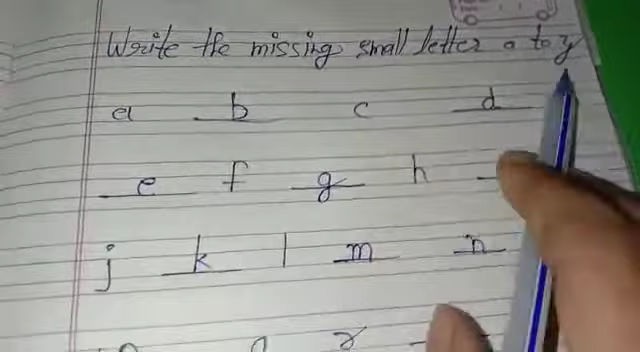 Write the missing small letter a to y
a b c d
e f g h
j k l m n